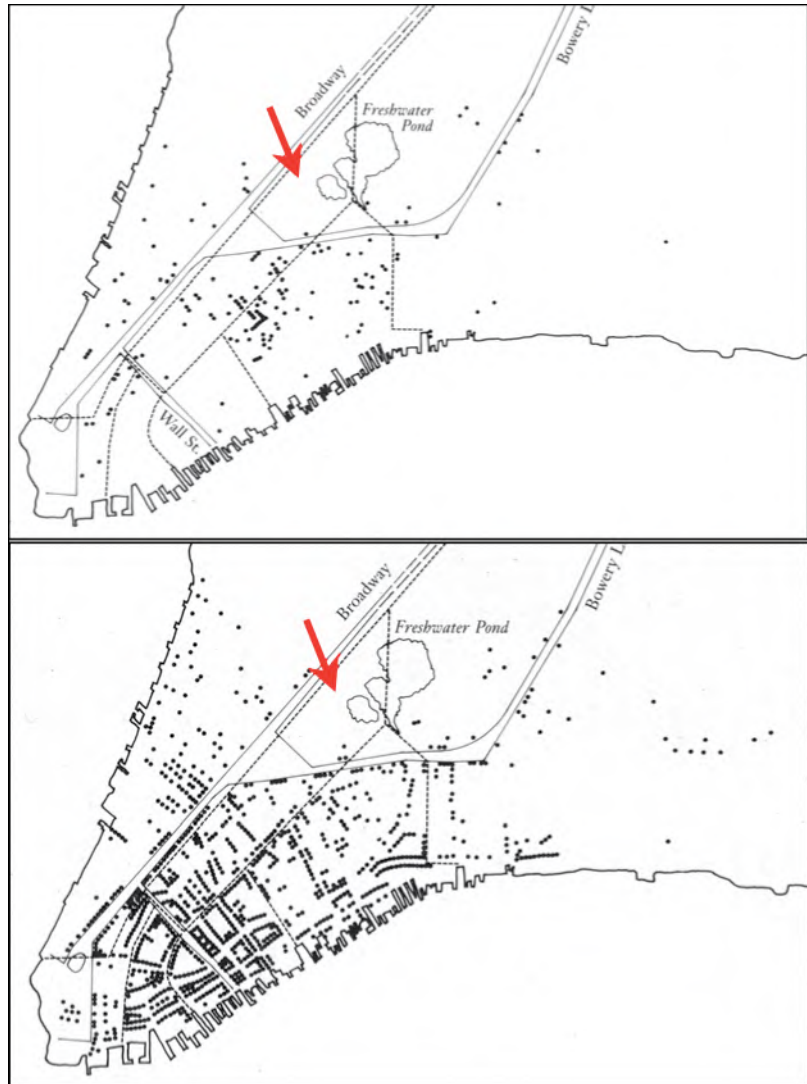 Broadway
Freshwater
Pond
Bowery L
Wall St.
Broadway
Freshwater Pond
Bowery L